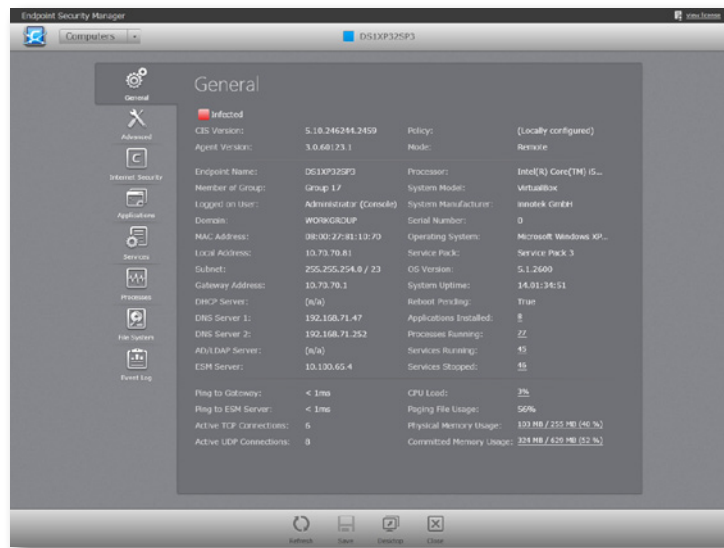 Endpoint Security Manager
view license
Computers
DS1XP32SP3
General
Advanced
Internet Security
Applications
Services
Processes
File System
Event Log
General
Infected
CIS Version: 5.10.246244.2459 Policy: (Locally configured)
Agent Version: 3.0.60123.1 Mode: Remote
Endpoint Name: DS1XP32SP3 Processor: Intel(R) Core(TM) i5...
Member of Group: Group 17 System Model: VirtualBox
Logged on User: Administrator (Console) System Manufacturer: innotek GmbH
Domain: WORKGROUP Serial Number: 0
MAC Address: 08:00:27:81:10:70 Operating System: Microsoft Windows XP...
Local Address: 10.70.70.81 Service Pack: Service Pack 3
Subnet: 255.255.254.0 / 23 OS Version: 5.1.2600
Gateway Address: 10.70.70.1 System Uptime: 14.01:34:51
DHCP Server: (n/a) Reboot Pending: True
DNS Server 1: 192.168.71.47 Applications Installed: 8
DNS Server 2: 192.168.71.252 Processes Running: 27
AD/LDAP Server: (n/a) Services Running: 45
ESM Server: 10.100.65.4 Services Stopped: 46
Ping to Gateway: < 1ms CPU Load: 3%
Ping to ESM Server: < 1ms Paging File Usage: 56%
Active TCP Connections: 6 Physical Memory Usage: 103 MB / 255 MB (40 %)
Active UDP Connections: 8 Committed Memory Usage: 324 MB / 629 MB (52 %)
Refresh Save Desktop Close